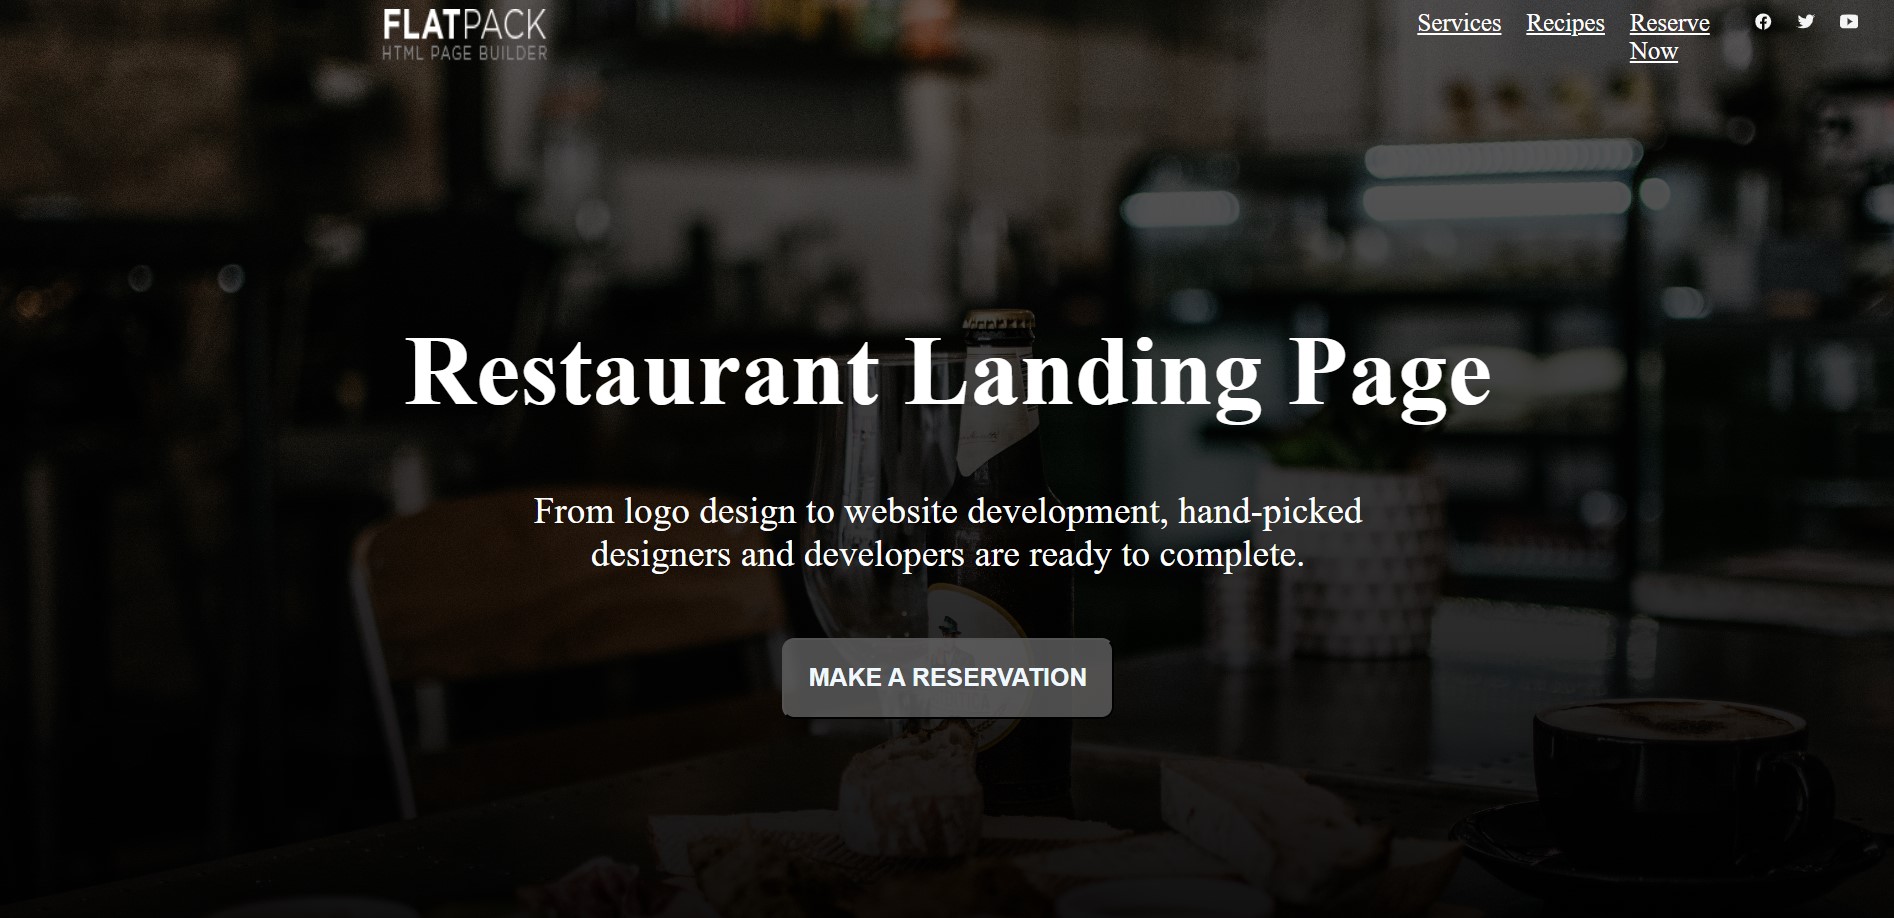 FLATPACK
HTML PAGE BUILDER
Services Recipes Reserve
Now
Restaurant Landing Page
From logo design to website development, hand-picked
designers and developers are ready to complete.
MAKE A RESERVATION